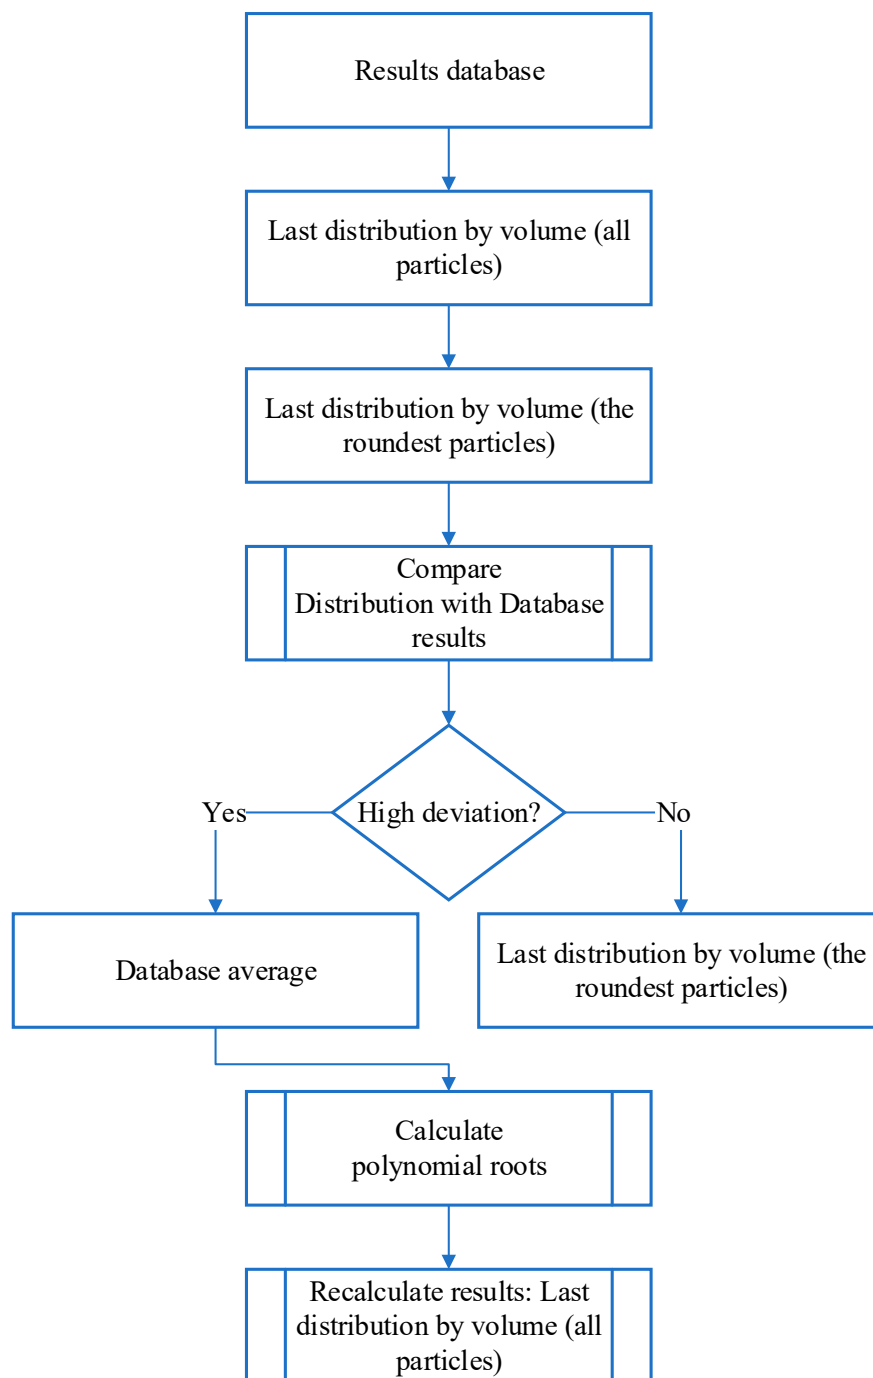 Results database
Last distribution by volume (all
particles)
Last distribution by volume (the
roundest particles)
Compare
Distribution with Database
results
High deviation?
Yes
No
Database average
Last distribution by volume (the
roundest particles)
Calculate
polynomial roots
Recalculate results: Last
distribution by volume (all
particles)